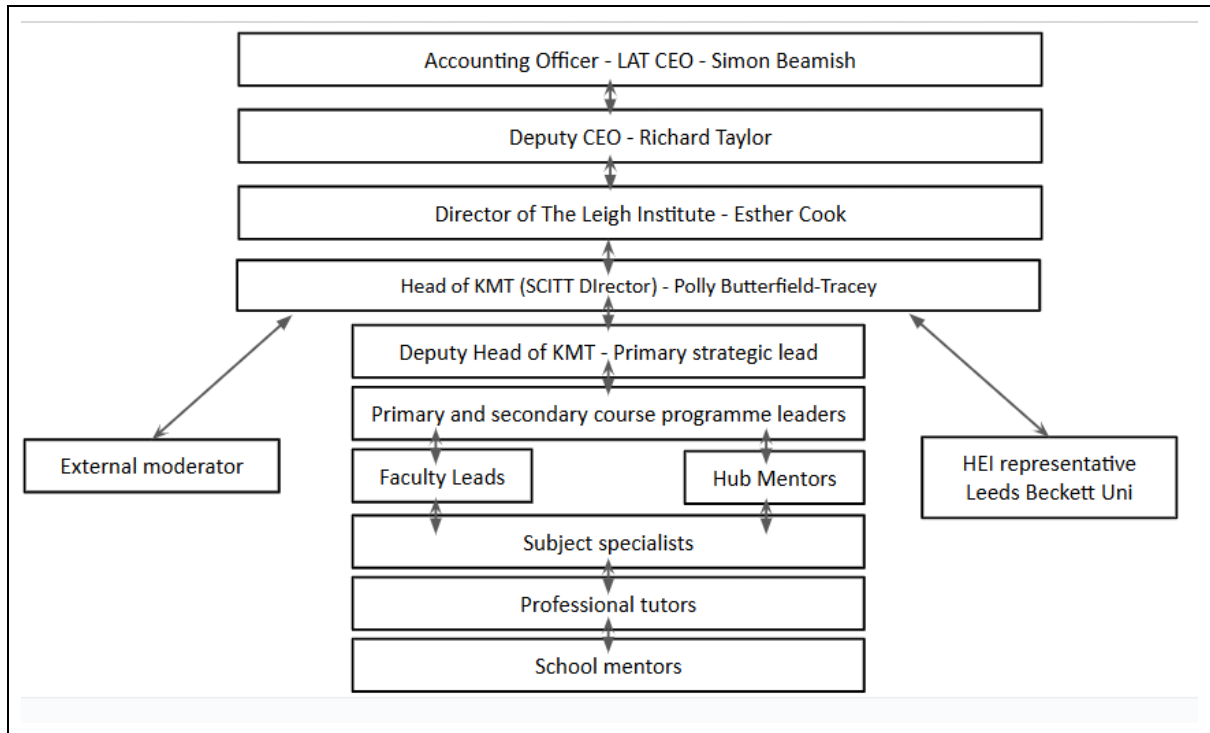 Accounting Officer - LAT CEO - Simon Beamish
Deputy CEO - Richard Taylor
Director of The Leigh Institute - Esther Cook
Head of KMT (SCITT DIrector) - Polly Butterfield-Tracey
Deputy Head of KMT - Primary strategic lead
Primary and secondary course programme leaders
External moderator
Faculty Leads
Hub Mentors
HEI representative
Leeds Beckett Uni
Subject specialists
Professional tutors
School mentors